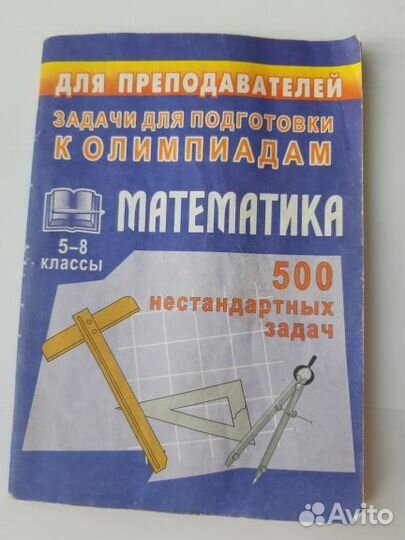 ДЛЯ ПРЕПОДАВАТЕЛЕЙ
ЗАДАЧИ ДЛЯ ПОДГОТОВКИ
К ОЛИМПИАДАМ
МАТЕМАТИКА
5–8
КЛАССЫ
500
нестандартных
задач
Avito